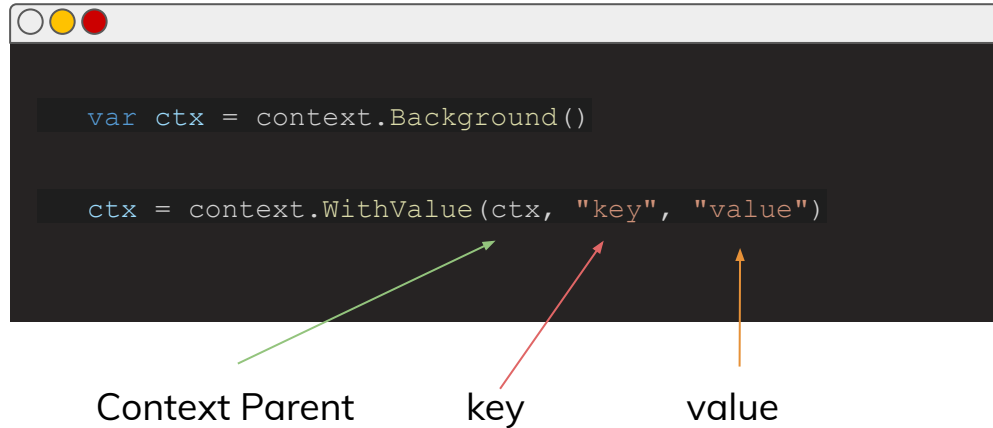 var ctx = context.Background()
ctx = context.WithValue(ctx, "key", "value")
Context Parent key value